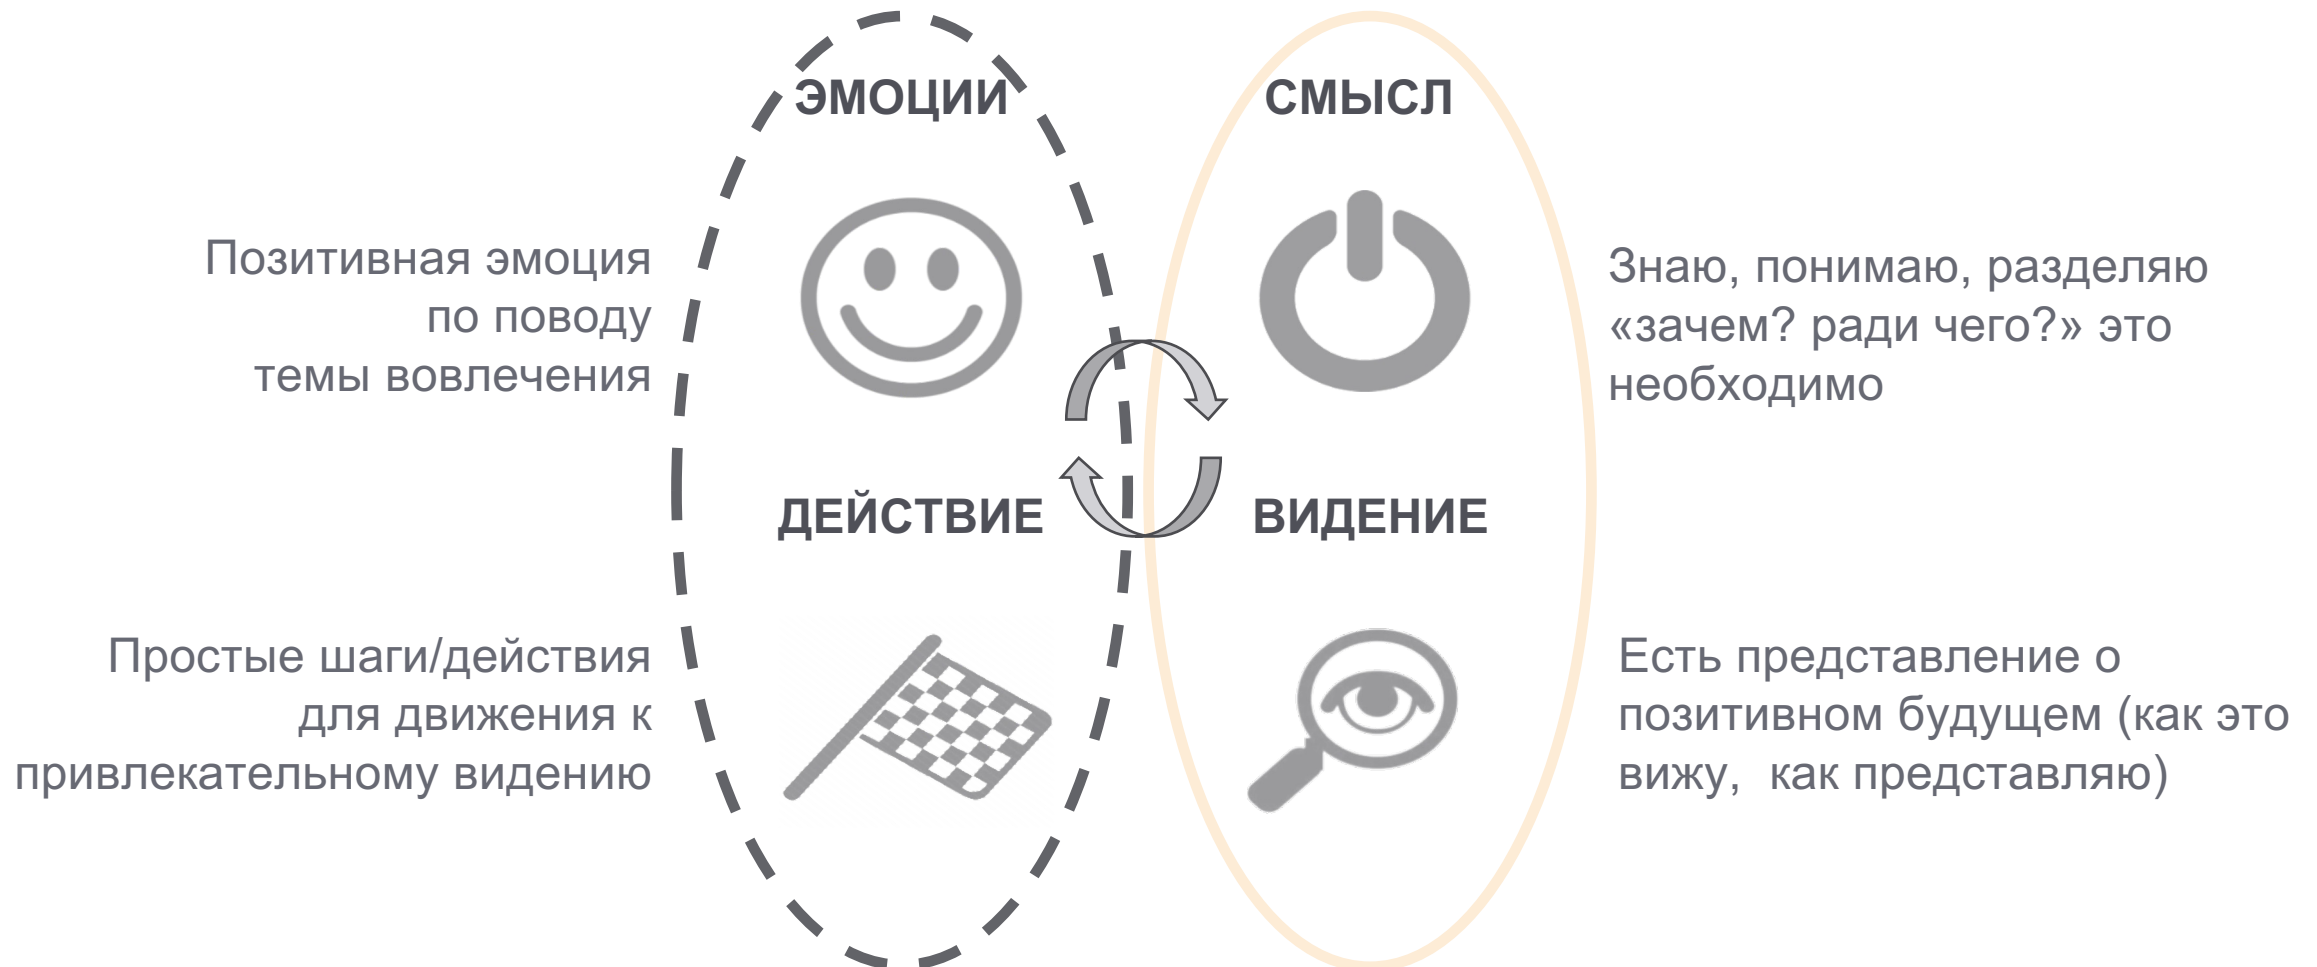 ЭМОЦИИ
Позитивная эмоция
по поводу
темы вовлечения
СМЫСЛ
Знаю, понимаю, разделяю
«зачем? ради чего?» это
необходимо
ДЕЙСТВИЕ
Простые шаги/действия
для движения к
привлекательному видению
ВИДЕНИЕ
Есть представление о
позитивном будущем (как это
вижу, как представляю)